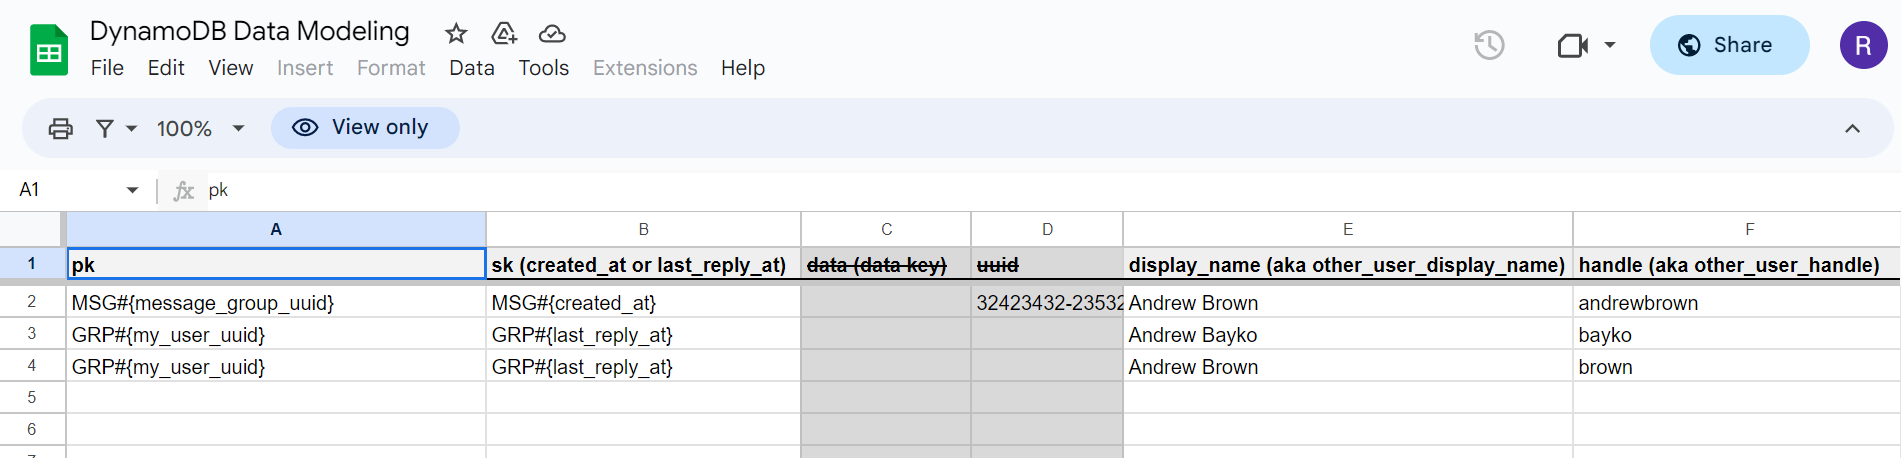 DynamoDB Data Modeling
File Edit View Insert Format Data Tools Extensions Help
Share
R
100% View only
A1 fx pk
A B C D E F
1 pk sk (created_at or last_reply_at) data (data key) uuid display_name (aka other_user_display_name) handle (aka other_user_handle)
2 MSG#{message_group_uuid} MSG#{created_at} 32423432-23532 Andrew Brown andrewbrown
3 GRP#{my_user_uuid} GRP#{last_reply_at} Andrew Bayko bayko
4 GRP#{my_user_uuid} GRP#{last_reply_at} Andrew Brown brown
5
6